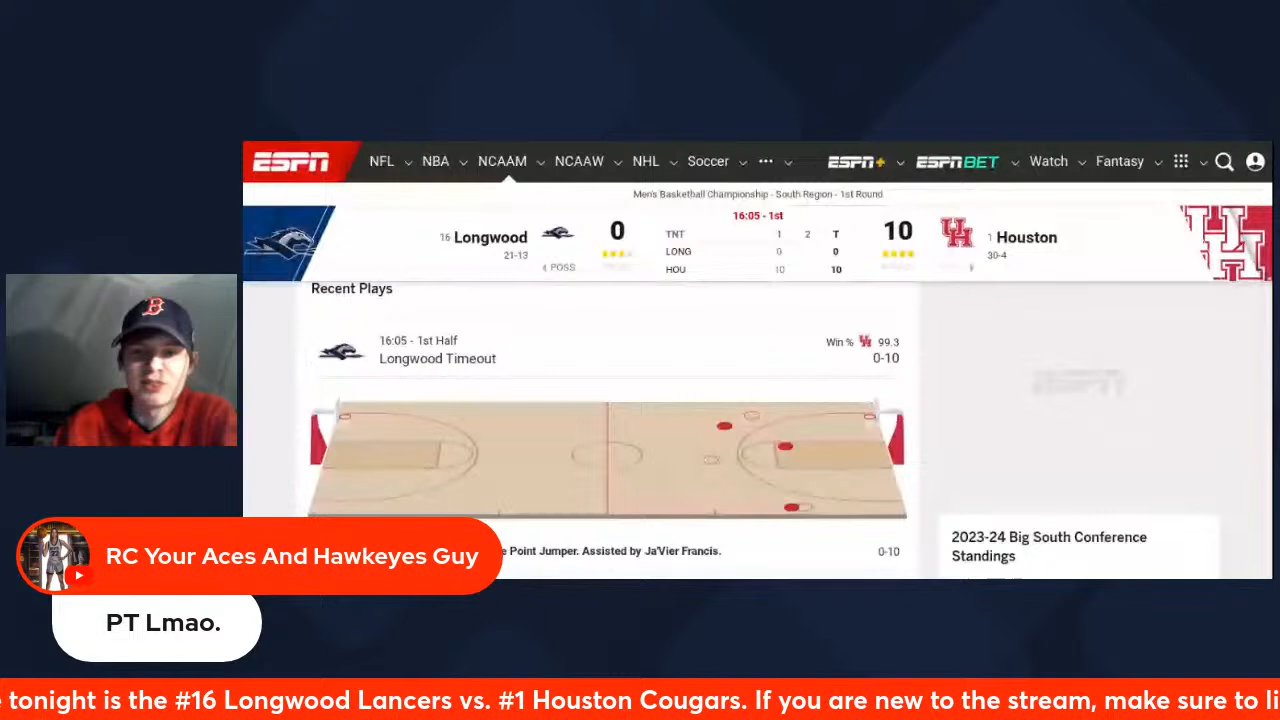 ESPN NFL NBA NCAAM NCAAW NHL Soccer ••• ESPN+ ESPN BET Watch Fantasy
Men's Basketball Championship - South Region - 1st Round
16:05 - 1st
16 Longwood 0 TNT 1 2 T 10 1 Houston
21-13 LONG 0 0 30-4
POSS HOU 10 10
Recent Plays
16:05 - 1st Half
Longwood Timeout
Win % 99.3
0-10
ESPN
Point Jumper. Assisted by Ja'Vier Francis. 0-10
2023-24 Big South Conference
Standings
B
RC Your Aces And Hawkeyes Guy
PT Lmao.
tonight is the #16 Longwood Lancers vs. #1 Houston Cougars. If you are new to the stream, make sure to li